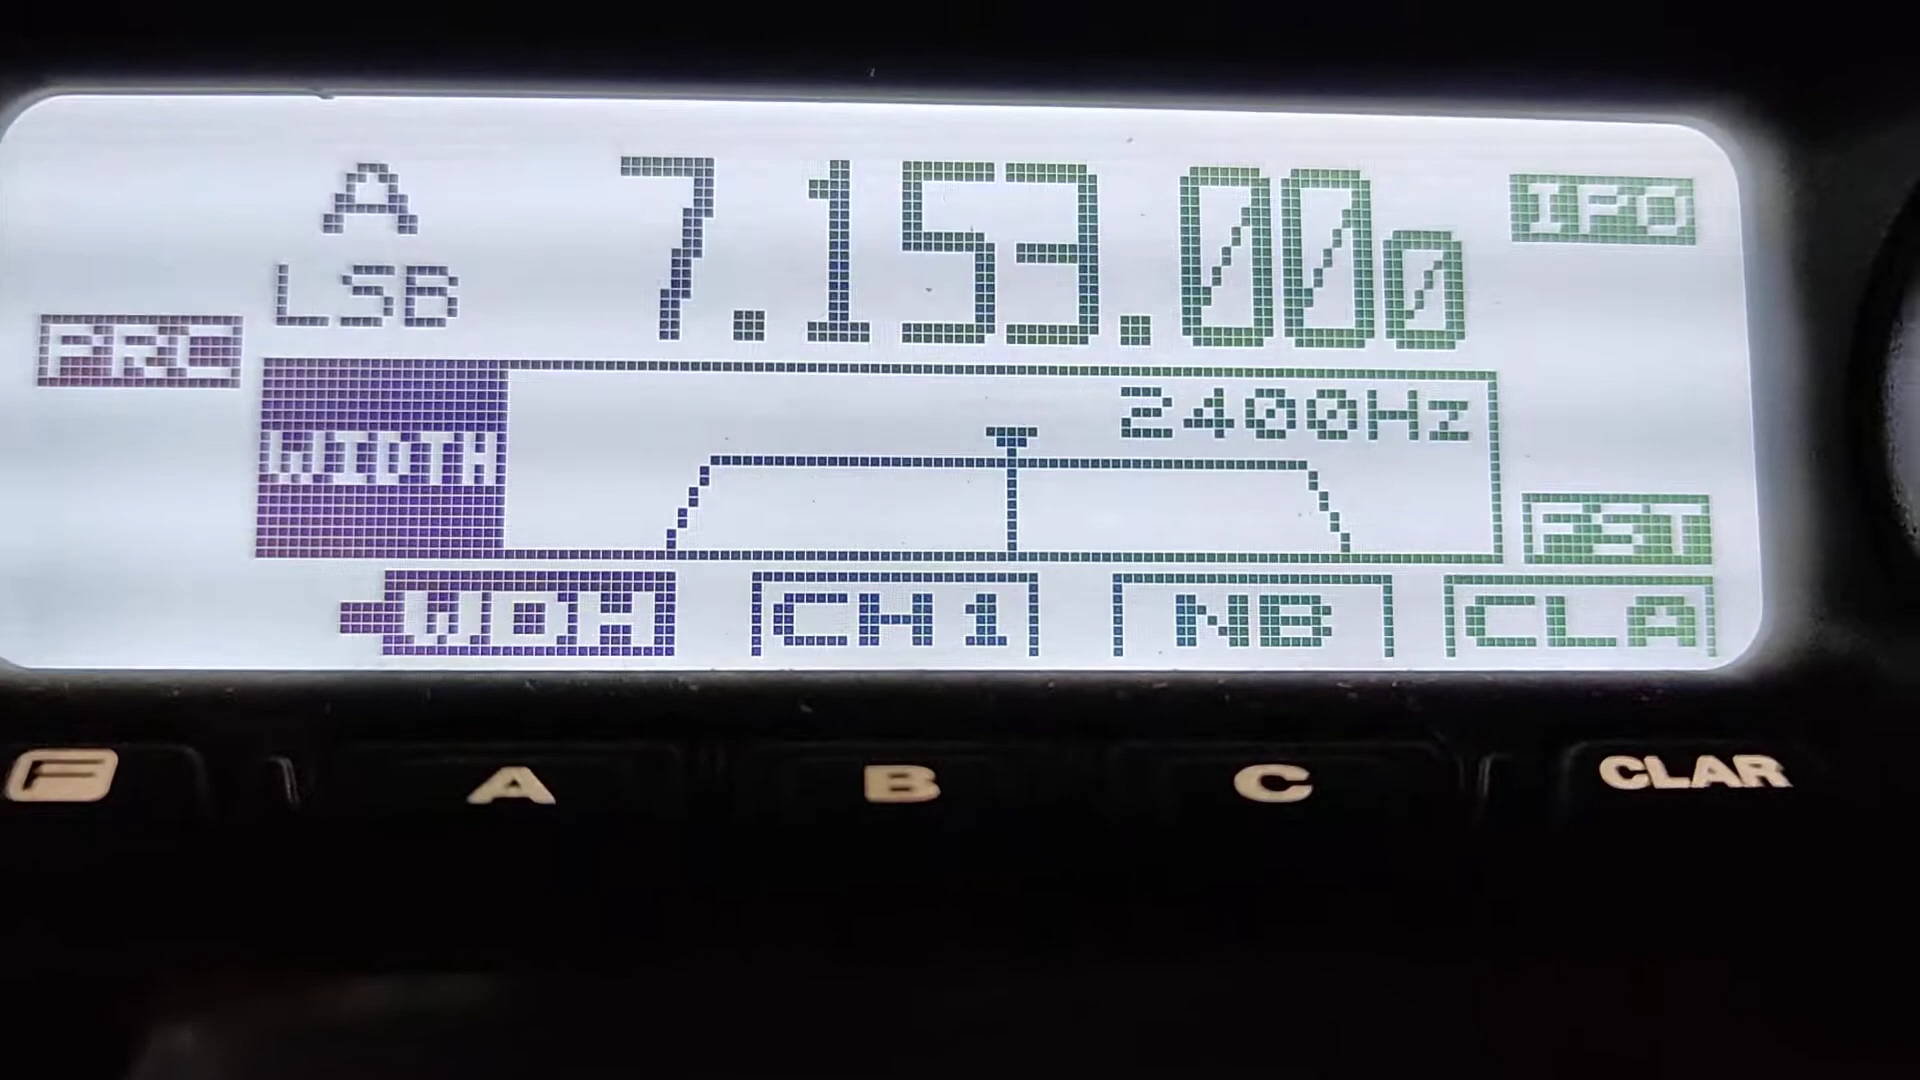 A 7.153.000 IPO
LSB
PRC
2400Hz
WIDTH
FST
WDH CH1 NB CLA
F A B C CLAR